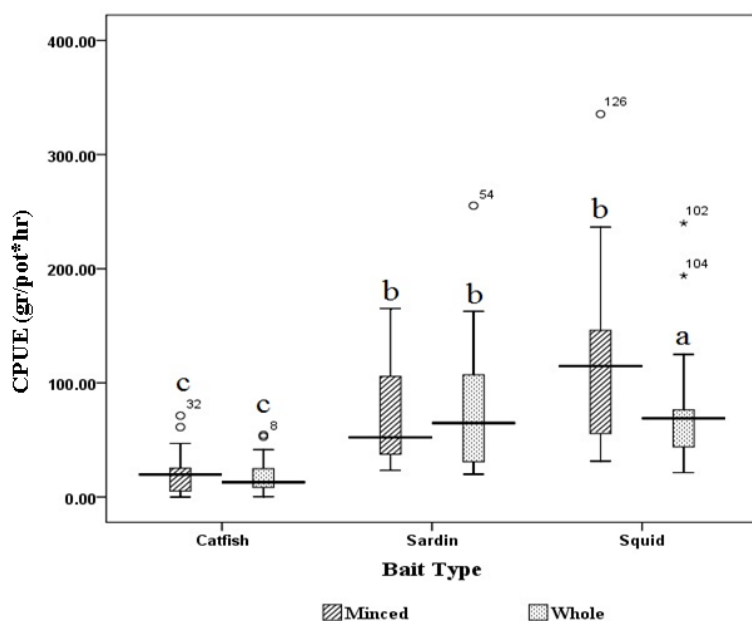 400.00
300.00
200.00
100.00
0.00
CPUE (gr/pot*hr)
c
32
c
8
b
b
54
b
126
a
102
104
Catfish
Sardin
Squid
Bait Type
Minced
Whole